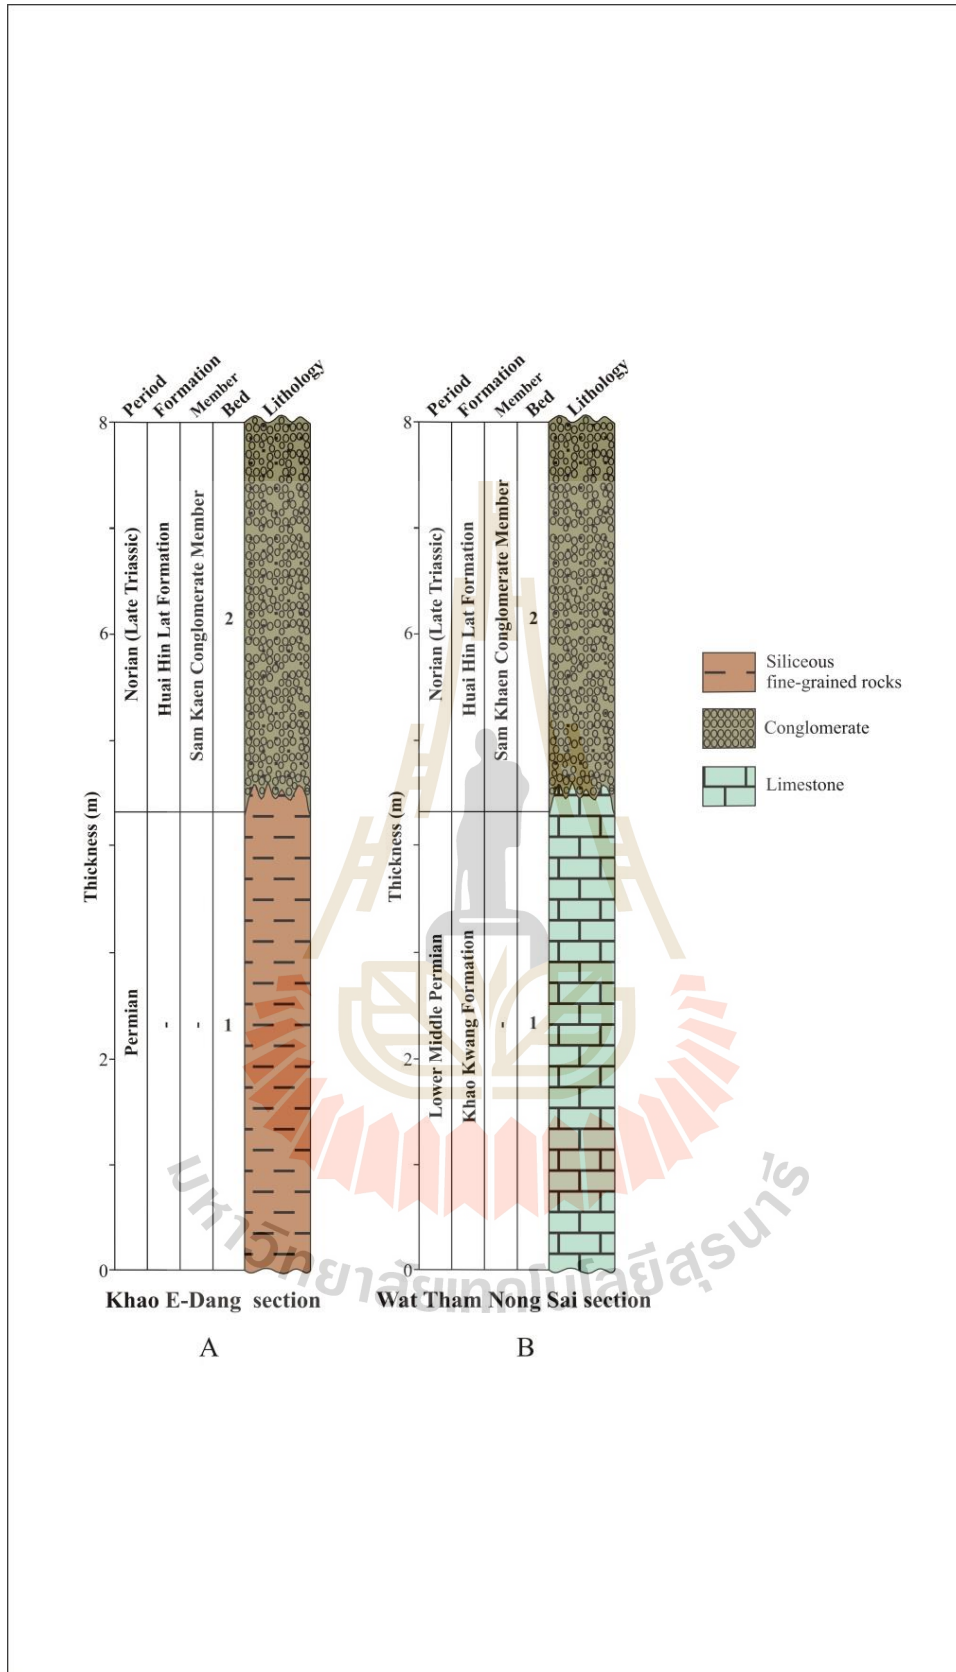 Period Formation Member Bed Lithology
8
6
2
0
Thickness (m)
Norian (Late Triassic)
Huai Hin Lat Formation
Sam Kaen Conglomerate Member
2
Permian
-
-
1
Khao E-Dang section
A
Period Formation Member Bed Lithology
8
6
2
0
Thickness (m)
Norian (Late Triassic)
Huai Hin Lat Formation
Sam Khaen Conglomerate Member
2
Lower Middle Permian
Khao Kwang Formation
-
1
Wat Tham Nong Sai section
B
Siliceous
fine-grained rocks
Conglomerate
Limestone
มหาวิทยาลัยเทคโนโลยีสุรนารี